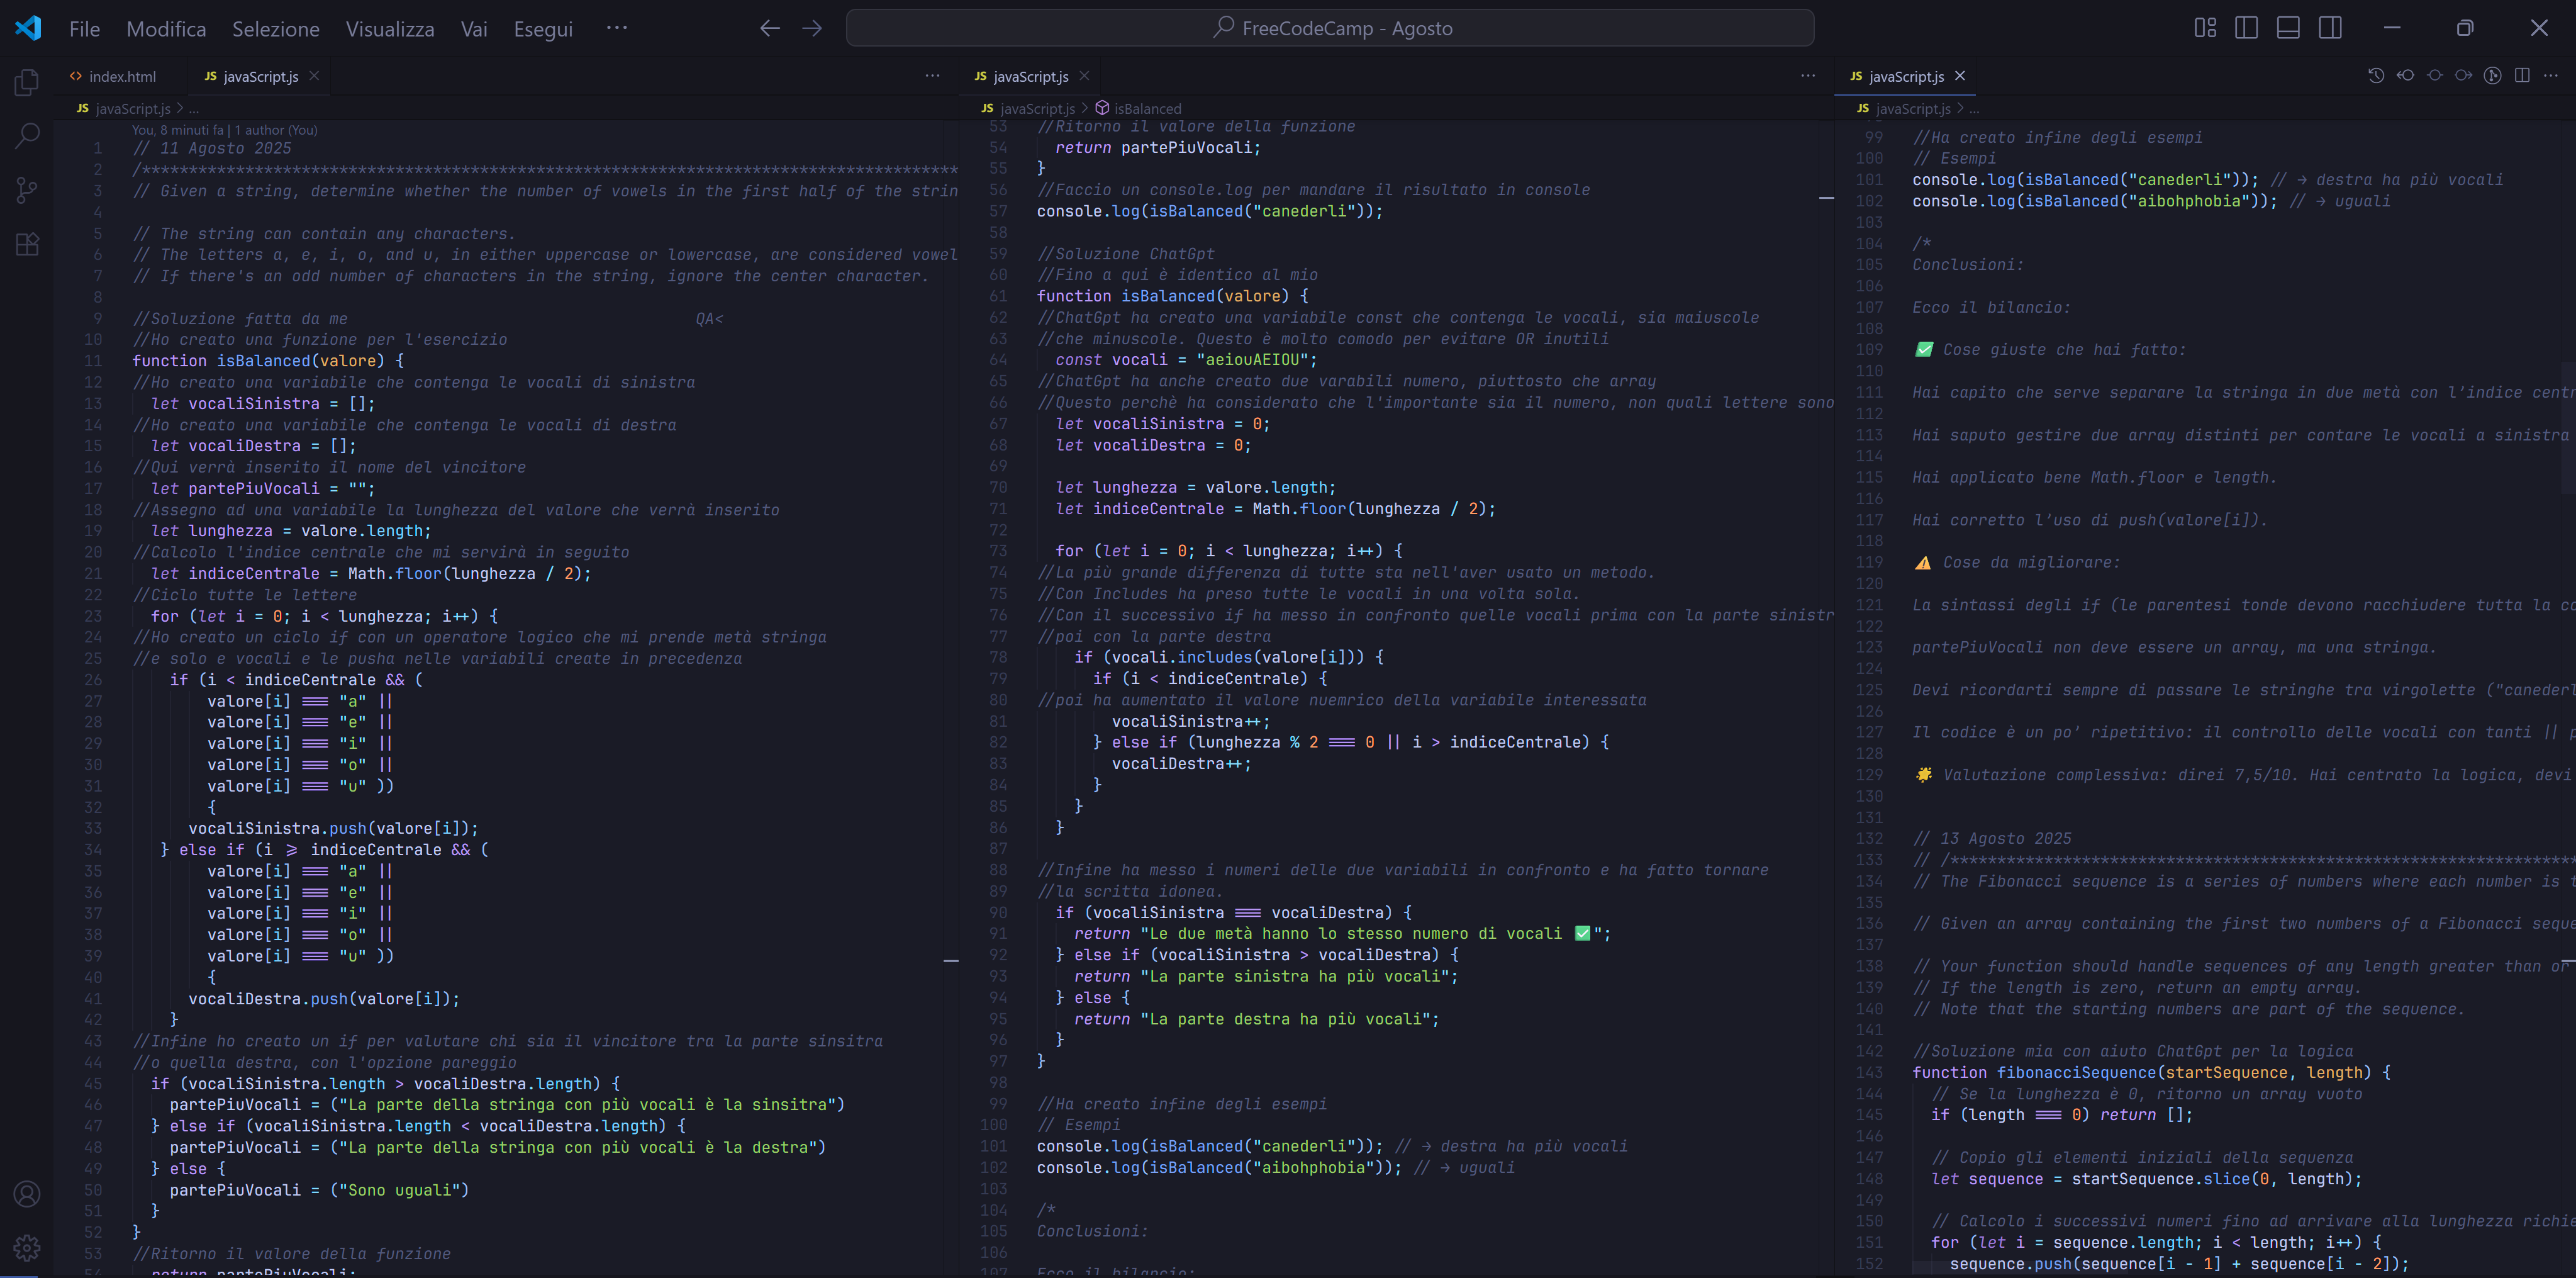 File Modifica Selezione Visualizza Vai Esegui ···
FreeCodeCamp - Agosto
index.html
JS javaScript.js
JS javaScript.js > ...
You, 8 minuti fa | 1 author (You)
1 // 11 Agosto 2025
2 /***************************************************************************************
3 // Given a string, determine whether the number of vowels in the first half of the strin
4
5 // The string can contain any characters.
6 // The letters a, e, i, o, and u, in either uppercase or lowercase, are considered vowel
7 // If there's an odd number of characters in the string, ignore the center character.
8
9 //Soluzione fatta da me QA<
10 //Ho creato una funzione per l'esercizio
11 function isBalanced(valore) {
12 //Ho creato una variabile che contenga le vocali di sinistra
13 let vocaliSinistra = [];
14 //Ho creato una variabile che contenga le vocali di destra
15 let vocaliDestra = [];
16 //Qui verrà inserito il nome del vincitore
17 let partePiuVocali = "";
18 //Assegno ad una variabile la lunghezza del valore che verrà inserito
19 let lunghezza = valore.length;
20 //Calcolo l'indice centrale che mi servirà in seguito
21 let indiceCentrale = Math.floor(lunghezza / 2);
22 //Ciclo tutte le lettere
23 for (let i = 0; i < lunghezza; i++) {
24 //Ho creato un ciclo if con un operatore logico che mi prende metà stringa
25 //e solo e vocali e le pusha nelle variabili create in precedenza
26 if (i < indiceCentrale && (
27 valore[i] === "a" ||
28 valore[i] === "e" ||
29 valore[i] === "i" ||
30 valore[i] === "o" ||
31 valore[i] === "u" ))
32 {
33 vocaliSinistra.push(valore[i]);
34 } else if (i >= indiceCentrale && (
35 valore[i] === "a" ||
36 valore[i] === "e" ||
37 valore[i] === "i" ||
38 valore[i] === "o" ||
39 valore[i] === "u" ))
40 {
41 vocaliDestra.push(valore[i]);
42 }
43 //Infine ho creato un if per valutare chi sia il vincitore tra la parte sinsitra
44 //o quella destra, con l'opzione pareggio
45 if (vocaliSinistra.length > vocaliDestra.length) {
46 partePiuVocali = ("La parte della stringa con più vocali è la sinsitra")
47 } else if (vocaliSinistra.length < vocaliDestra.length) {
48 partePiuVocali = ("La parte della stringa con più vocali è la destra")
49 } else {
50 partePiuVocali = ("Sono uguali")
51 }
52 }
53 //Ritorno il valore della funzione
54 return partePiuVocali;
JS javaScript.js
JS javaScript.js > isBalanced
53 //Ritorno il valore della funzione
54 return partePiuVocali;
55 }
56 //Faccio un console.log per mandare il risultato in console
57 console.log(isBalanced("canederli"));
58
59 //Soluzione ChatGpt
60 //Fino a qui è identico al mio
61 function isBalanced(valore) {
62 //ChatGpt ha creato una variabile const che contenga le vocali, sia maiuscole
63 //che minuscole. Questo è molto comodo per evitare OR inutili
64 const vocali = "aeiouAEIOU";
65 //ChatGpt ha anche creato due varabili numero, piuttosto che array
66 //Questo perchè ha considerato che l'importante sia il numero, non quali lettere sono
67 let vocaliSinistra = 0;
68 let vocaliDestra = 0;
69
70 let lunghezza = valore.length;
71 let indiceCentrale = Math.floor(lunghezza / 2);
72
73 for (let i = 0; i < lunghezza; i++) {
74 //La più grande differenza di tutte sta nell'aver usato un metodo.
75 //Con Includes ha preso tutte le vocali in una volta sola.
76 //Con il successivo if ha messo in confronto quelle vocali prima con la parte sinistr
77 //poi con la parte destra
78 if (vocali.includes(valore[i])) {
79 if (i < indiceCentrale) {
80 //poi ha aumentato il valore nuemrico della variabile interessata
81 vocaliSinistra++;
82 } else if (lunghezza % 2 === 0 || i > indiceCentrale) {
83 vocaliDestra++;
84 }
85 }
86 }
87
88 //Infine ha messo i numeri delle due variabili in confronto e ha fatto tornare
89 //la scritta idonea.
90 if (vocaliSinistra === vocaliDestra) {
91 return "Le due metà hanno lo stesso numero di vocali ✅";
92 } else if (vocaliSinistra > vocaliDestra) {
93 return "La parte sinistra ha più vocali";
94 } else {
95 return "La parte destra ha più vocali";
96 }
97 }
98
99 //Ha creato infine degli esempi
100 // Esempi
101 console.log(isBalanced("canederli")); // → destra ha più vocali
102 console.log(isBalanced("aibohphobia")); // → uguali
103
104 /*
105 Conclusioni:
106
107 Ecco il bilancio:
JS javaScript.js
JS javaScript.js > ...
99 //Ha creato infine degli esempi
100 // Esempi
101 console.log(isBalanced("canederli")); // → destra ha più vocali
102 console.log(isBalanced("aibohphobia")); // → uguali
103
104 /*
105 Conclusioni:
106
107 Ecco il bilancio:
108
109 ✅ Cose giuste che hai fatto:
110
111 Hai capito che serve separare la stringa in due metà con l’indice centr
112
113 Hai saputo gestire due array distinti per contare le vocali a sinistra
114
115 Hai applicato bene Math.floor e length.
116
117 Hai corretto l’uso di push(valore[i]).
118
119 ⚠️ Cose da migliorare:
120
121 La sintassi degli if (le parentesi tonde devono racchiudere tutta la co
122
123 partePiuVocali non deve essere un array, ma una stringa.
124
125 Devi ricordarti sempre di passare le stringhe tra virgolette ("canederl
126
127 Il codice è un po’ ripetitivo: il controllo delle vocali con tanti || p
128
129 🌟 Valutazione complessiva: direi 7,5/10. Hai centrato la logica, devi
130
131
132 // 13 Agosto 2025
133 // /******************************************************************
134 // The Fibonacci sequence is a series of numbers where each number is t
135
136 // Given an array containing the first two numbers of a Fibonacci seque
137
138 // Your function should handle sequences of any length greater than or
139 // If the length is zero, return an empty array.
140 // Note that the starting numbers are part of the sequence.
141
142 //Soluzione mia con aiuto ChatGpt per la logica
143 function fibonacciSequence(startSequence, length) {
144 // Se la lunghezza è 0, ritorno un array vuoto
145 if (length === 0) return [];
146
147 // Copio gli elementi iniziali della sequenza
148 let sequence = startSequence.slice(0, length);
149
150 // Calcolo i successivi numeri fino ad arrivare alla lunghezza richie
151 for (let i = sequence.length; i < length; i++) {
152 sequence.push(sequence[i - 1] + sequence[i - 2]);